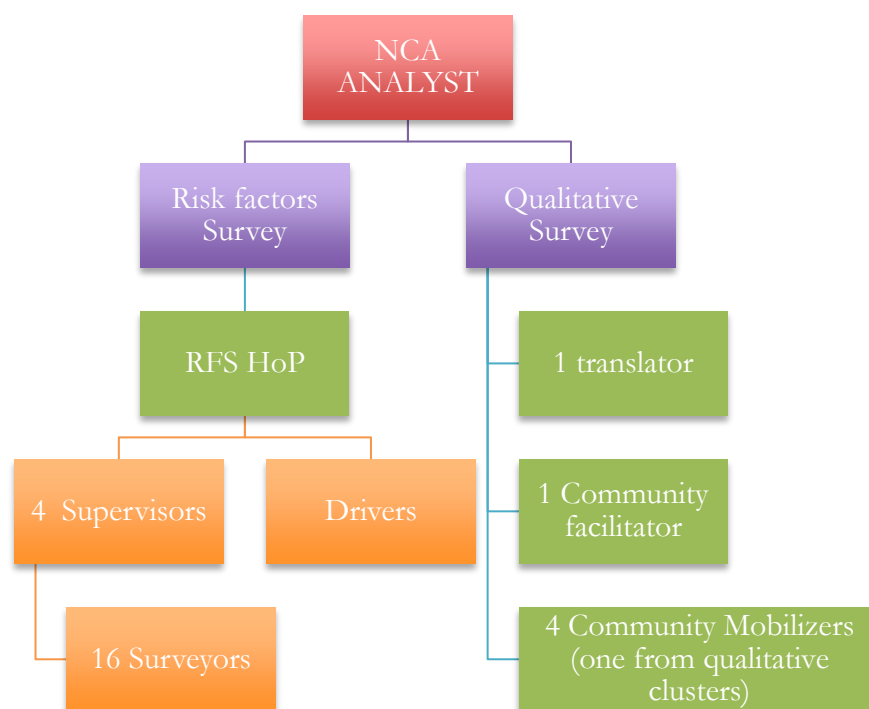 NCA
ANALYST
Risk factors
Survey
Qualitative
Survey
RFS HoP
1 translator
4 Supervisors
Drivers
1 Community
facilitator
16 Surveyors
4 Community Mobilizers
(one from qualitative
clusters)